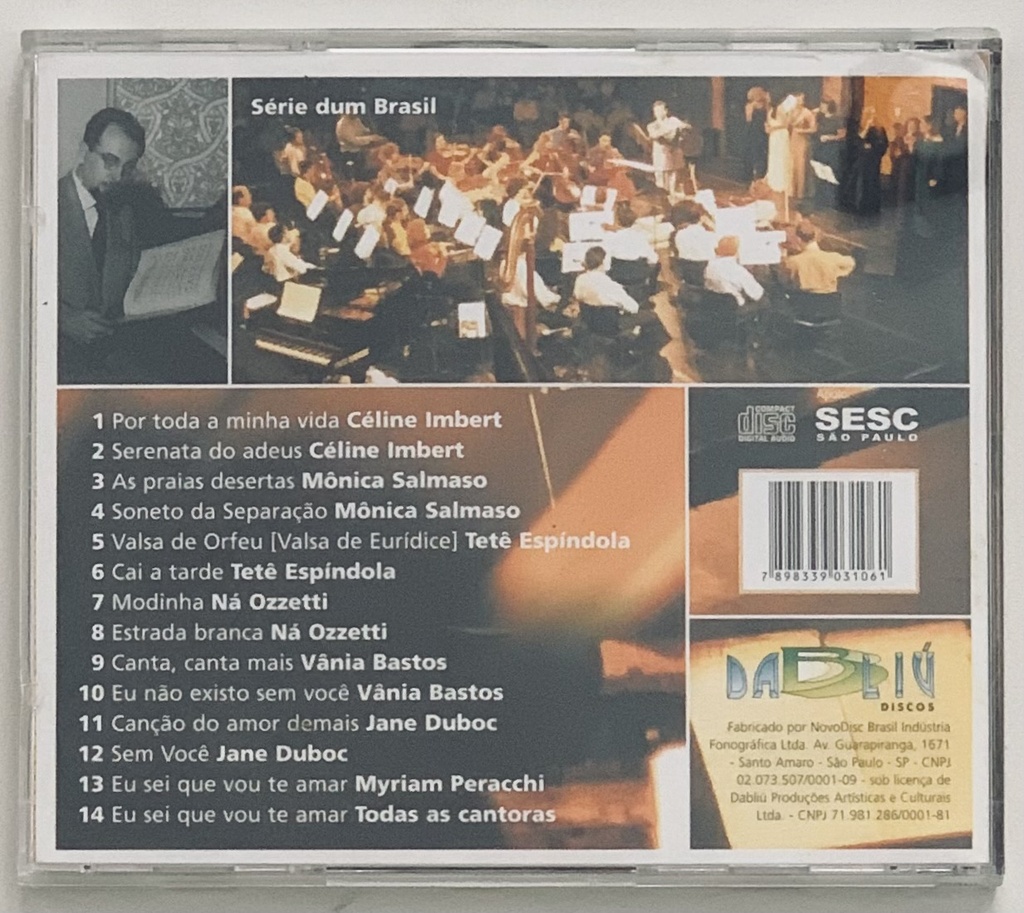 Série dum Brasil
1 Por toda a minha vida Céline Imbert
2 Serenata do adeus Céline Imbert
3 As praias desertas Mônica Salmaso
4 Soneto da Separação Mônica Salmaso
5 Valsa de Orfeu [Valsa de Eurídice] Tetê Espíndola
6 Cai a tarde Tetê Espíndola
7 Modinha Ná Ozzetti
8 Estrada branca Ná Ozzetti
9 Canta, canta mais Vânia Bastos
10 Eu não existo sem você Vânia Bastos
11 Canção do amor demais Jane Duboc
12 Sem Você Jane Duboc
13 Eu sei que vou te amar Myriam Peracchi
14 Eu sei que vou te amar Todas as cantoras
Apoio:
COMPACT
disc
DIGITAL AUDIO
SESC
SÃO PAULO
7 898339 031061
DABLIÚ
DISCOS
Fabricado por NovoDisc Brasil Indústria
Fonográfica Ltda. Av. Guarapiranga, 1671
- Santo Amaro - São Paulo - SP - CNPJ
02.073.507/0001-09 - sob licença de
Dabliú Produções Artísticas e Culturais
Ltda. - CNPJ 71.981.286/0001-81